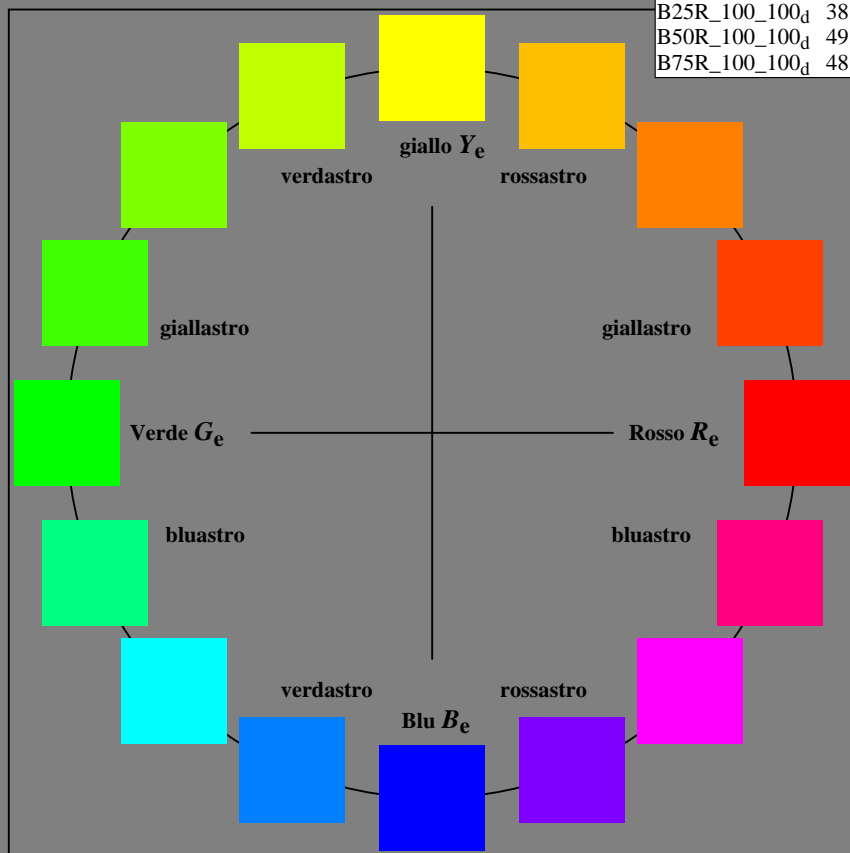 B25R_100_100d 38
B50R_100_100d 49
B75R_100_100d 48
giallo Ye
verdastro rossastro
giallastro giallastro
Verde Ge Rosso Re
bluastro bluastro
verdastro rossastro
Blu Be